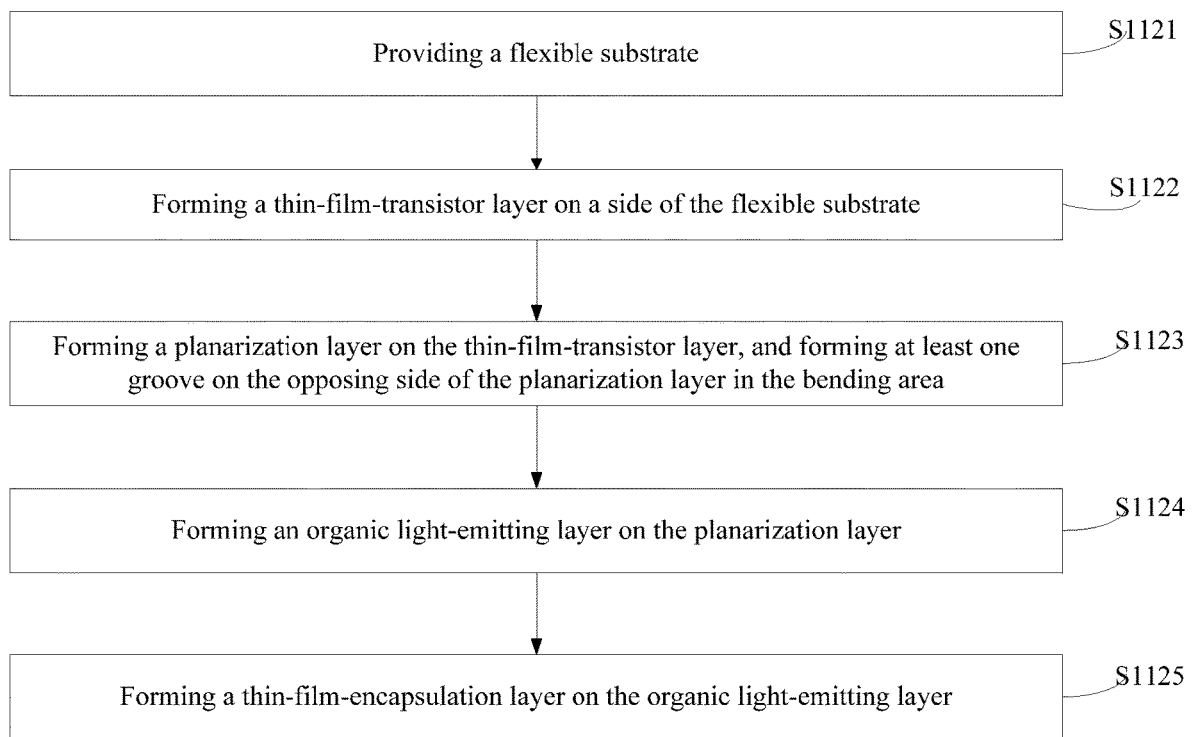 Providing a flexible substrate
S1121
Forming a thin-film-transistor layer on a side of the flexible substrate
S1122
Forming a planarization layer on the thin-film-transistor layer, and forming at least one
groove on the opposing side of the planarization layer in the bending area
S1123
Forming an organic light-emitting layer on the planarization layer
S1124
Forming a thin-film-encapsulation layer on the organic light-emitting layer
S1125